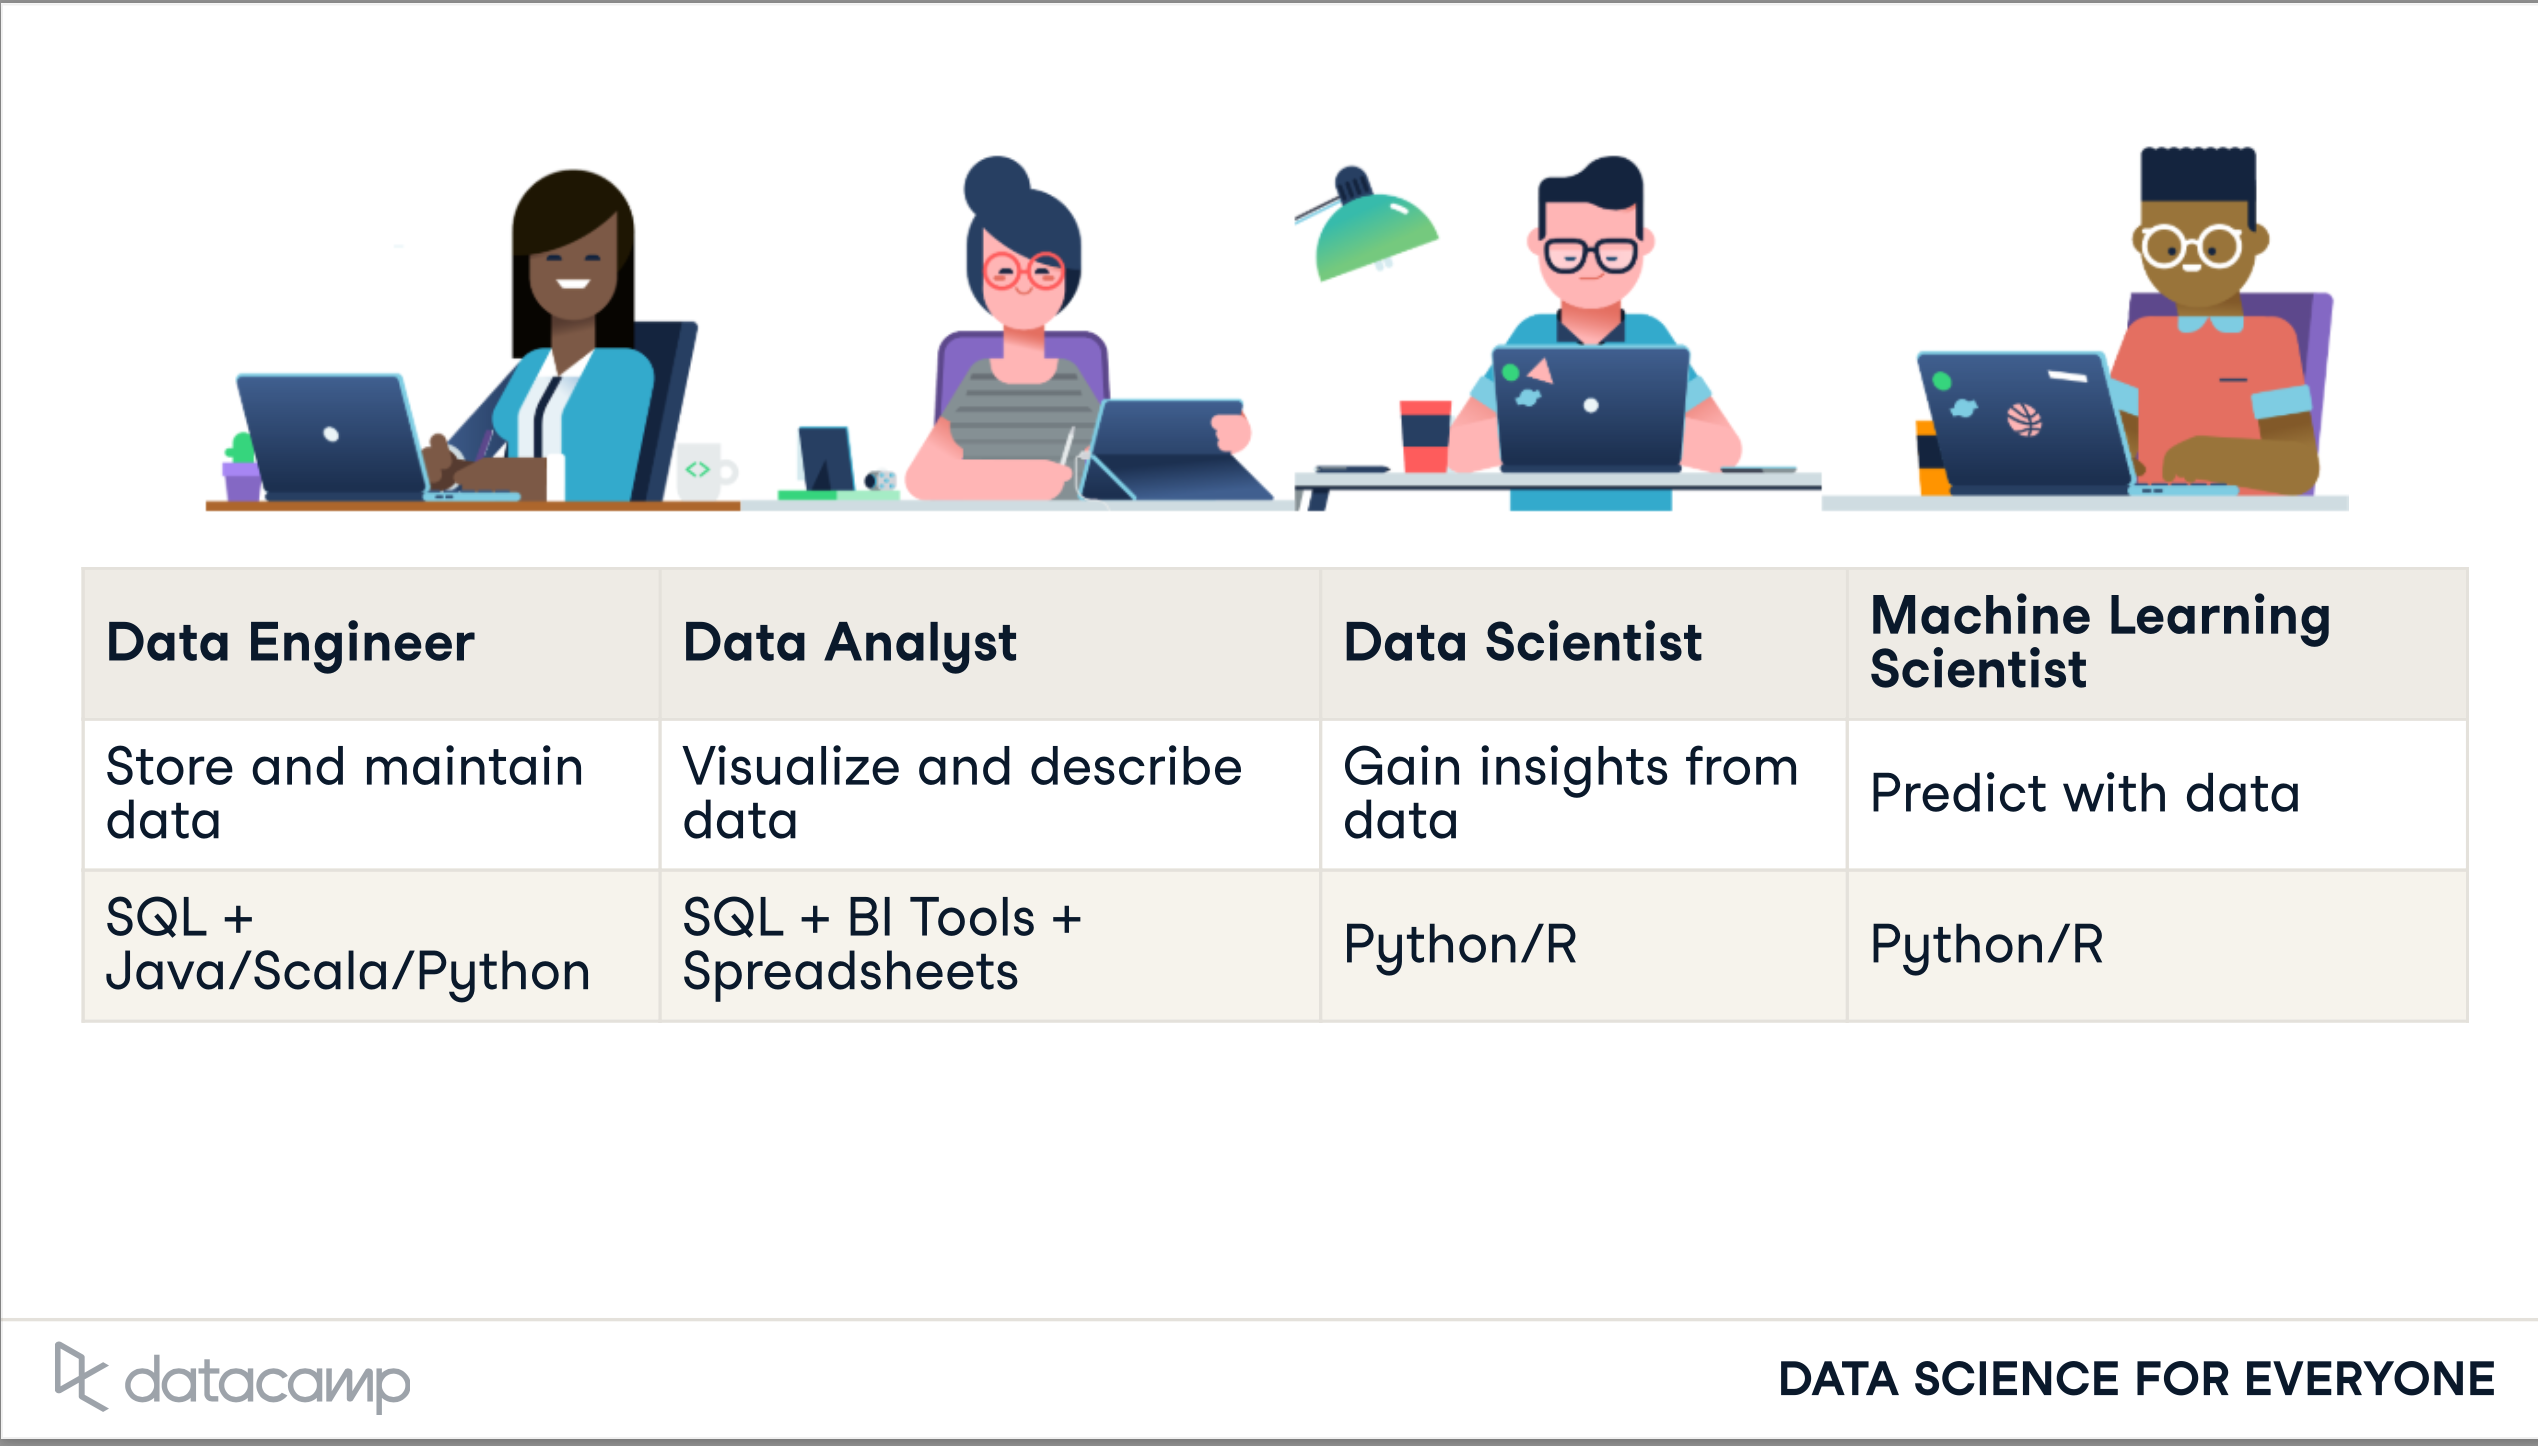 <>
Data Engineer
Data Analyst
Data Scientist
Machine Learning
Scientist
Store and maintain
data
Visualize and describe
data
Gain insights from
data
Predict with data
SQL +
Java/Scala/Python
SQL + BI Tools +
Spreadsheets
Python/R
Python/R
datacamp
DATA SCIENCE FOR EVERYONE